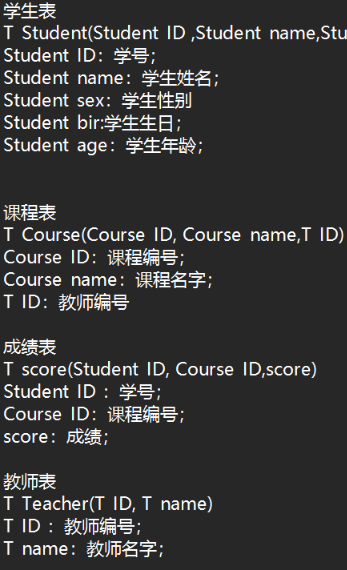 学生表
T Student(Student ID ,Student name,Stu
Student ID：学号；
Student name：学生姓名；
Student sex：学生性别
Student bir:学生生日；
Student age：学生年龄；
课程表
T Course(Course ID, Course name,T ID)
Course ID：课程编号；
Course name：课程名字；
T ID：教师编号
成绩表
T score(Student ID, Course ID,score)
Student ID ：学号；
Course ID：课程编号；
score：成绩；
教师表
T Teacher(T ID, T name)
T ID ：教师编号；
T name：教师名字；